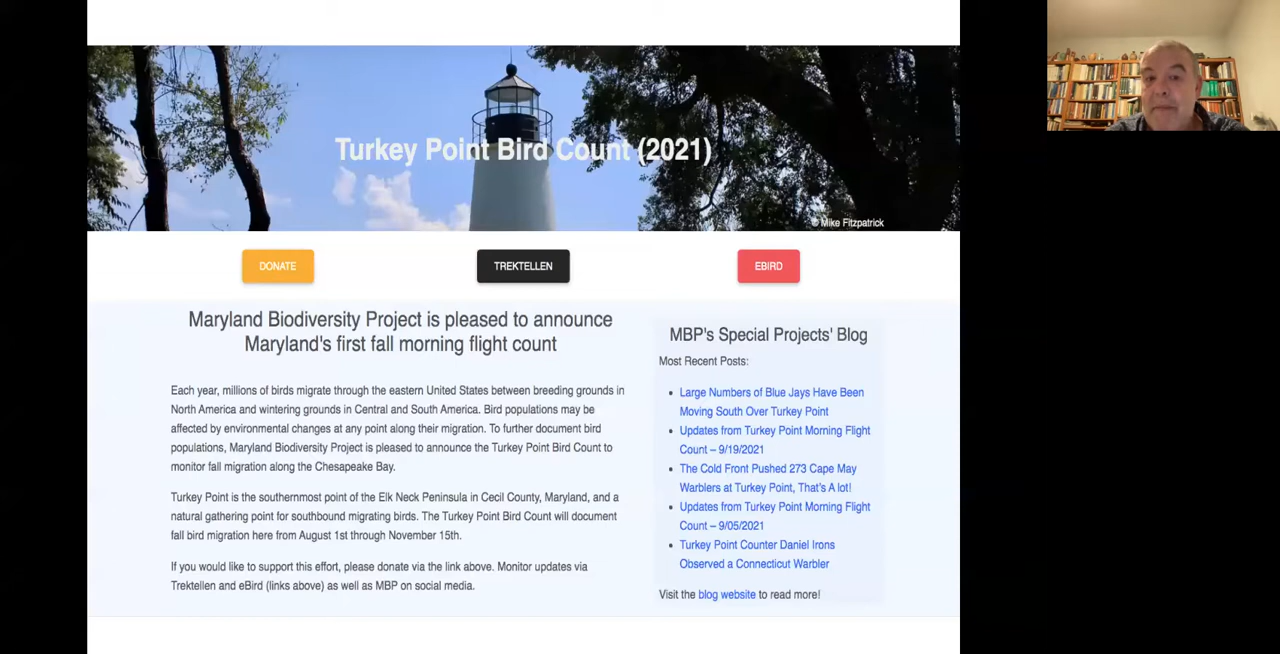 Turkey Point Bird Count (2021)
© Mike Fitzpatrick
DONATE
TREKTELLEN
EBIRD
Maryland Biodiversity Project is pleased to announce
Maryland's first fall morning flight count
Each year, millions of birds migrate through the eastern United States between breeding grounds in
North America and wintering grounds in Central and South America. Bird populations may be
affected by environmental changes at any point along their migration. To further document bird
populations, Maryland Biodiversity Project is pleased to announce the Turkey Point Bird Count to
monitor fall migration along the Chesapeake Bay.
Turkey Point is the southernmost point of the Elk Neck Peninsula in Cecil County, Maryland, and a
natural gathering point for southbound migrating birds. The Turkey Point Bird Count will document
fall bird migration here from August 1st through November 15th.
If you would like to support this effort, please donate via the link above. Monitor updates via
Trektellen and eBird (links above) as well as MBP on social media.
MBP's Special Projects' Blog
Most Recent Posts:
• Large Numbers of Blue Jays Have Been
Moving South Over Turkey Point
• Updates from Turkey Point Morning Flight
Count – 9/19/2021
• The Cold Front Pushed 273 Cape May
Warblers at Turkey Point, That's A lot!
• Updates from Turkey Point Morning Flight
Count – 9/05/2021
• Turkey Point Counter Daniel Irons
Observed a Connecticut Warbler
Visit the blog website to read more!